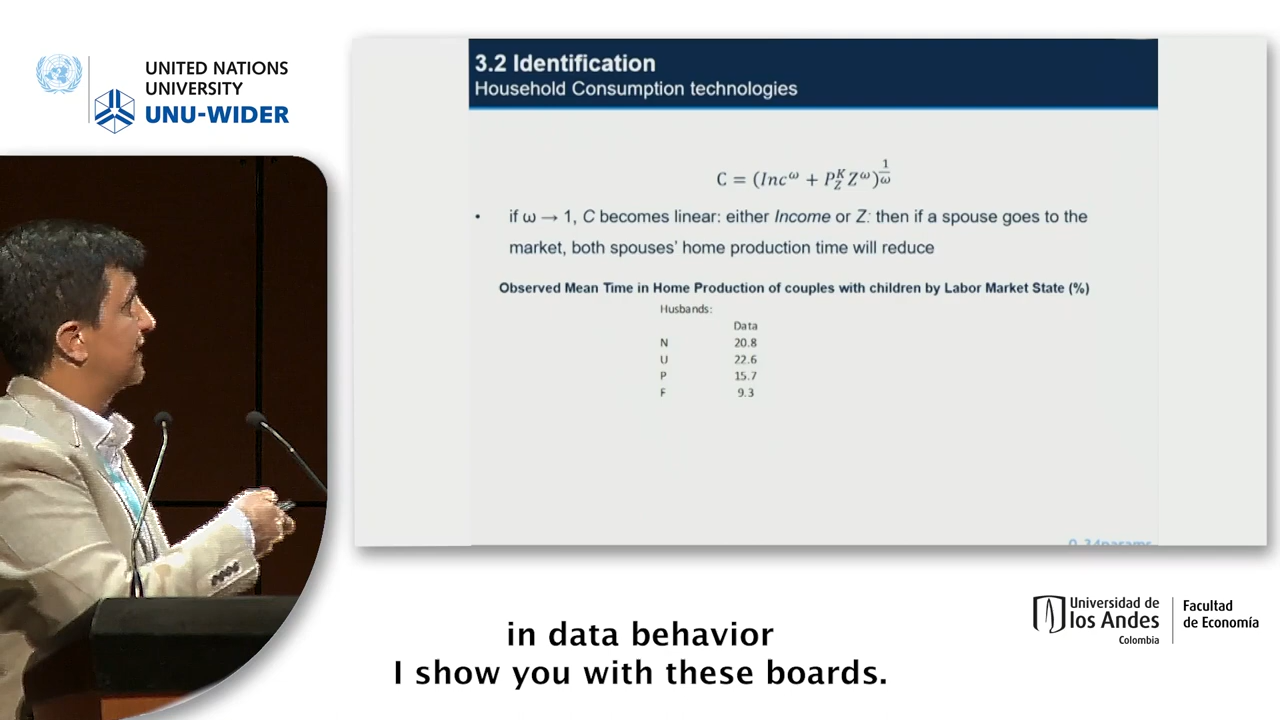 UNITED NATIONS
UNIVERSITY
UNU-WIDER
3.2 Identification
Household Consumption technologies
C = (Inc^ω + P_Z^K Z^ω)^(1/ω)
• if ω → 1, C becomes linear: either Income or Z: then if a spouse goes to the
market, both spouses' home production time will reduce
Observed Mean Time in Home Production of couples with children by Labor Market State (%)
Husbands:
Data
N 20.8
U 22.6
P 15.7
F 9.3
Universidad de
los Andes
Colombia
Facultad
de Economía
in data behavior
I show you with these boards.